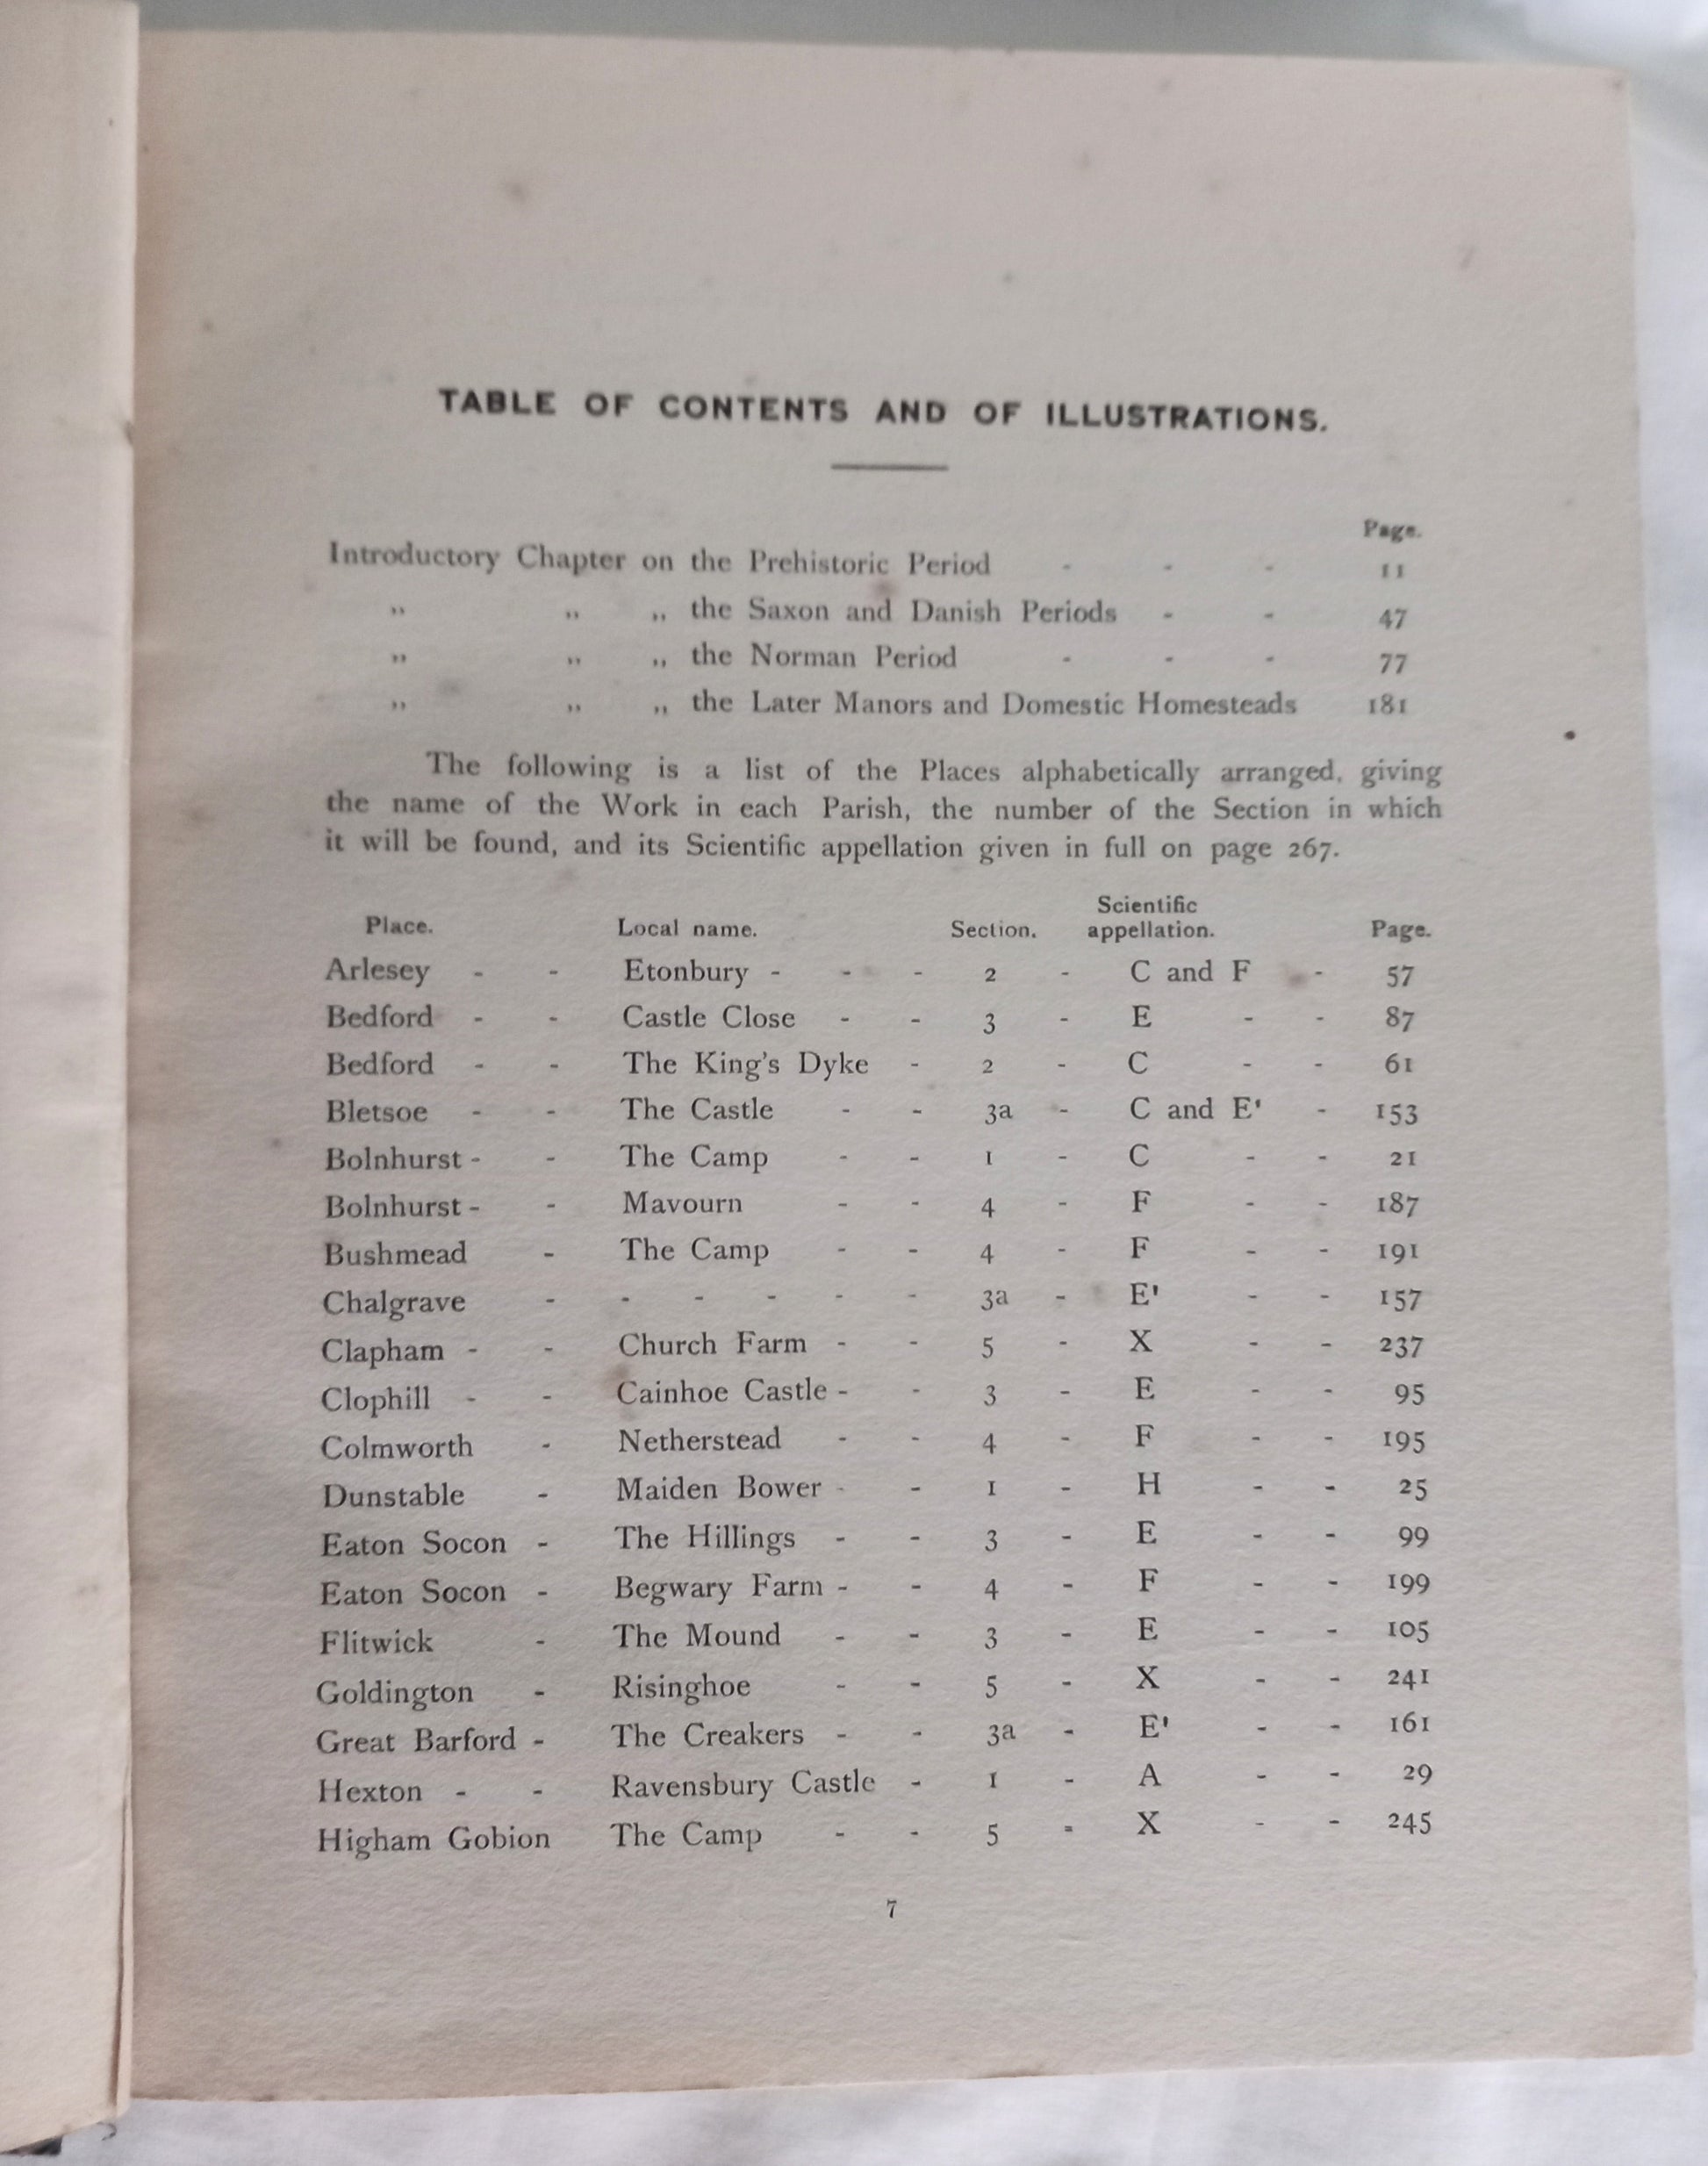 TABLE OF CONTENTS AND OF ILLUSTRATIONS.
Page.
Introductory Chapter on the Prehistoric Period - - - 11
,, ,, ,, the Saxon and Danish Periods - - 47
,, ,, ,, the Norman Period - - - 77
,, ,, ,, the Later Manors and Domestic Homesteads 181
The following is a list of the Places alphabetically arranged, giving
the name of the Work in each Parish, the number of the Section in which
it will be found, and its Scientific appellation given in full on page 267.
Place. Local name. Section. Scientific appellation. Page.
Arlesey - - Etonbury - - - 2 - C and F - 57
Bedford - - Castle Close - - 3 - E - - 87
Bedford - - The King's Dyke - 2 - C - - 61
Bletsoe - - The Castle - - 3a - C and E' - 153
Bolnhurst - - The Camp - - 1 - C - - 21
Bolnhurst - - Mavourn - - 4 - F - - 187
Bushmead - The Camp - - 4 - F - - 191
Chalgrave - - - - - - 3a - E' - - 157
Clapham - - Church Farm - - 5 - X - - 237
Clophill - - Cainhoe Castle - - 3 - E - - 95
Colmworth - Netherstead - - 4 - F - - 195
Dunstable - Maiden Bower - - 1 - H - - 25
Eaton Socon - The Hillings - - 3 - E - - 99
Eaton Socon - Begwary Farm - - 4 - F - - 199
Flitwick - The Mound - - 3 - E - - 105
Goldington - Risinghoe - - 5 - X - - 241
Great Barford - The Creakers - - 3a - E' - - 161
Hexton - - Ravensbury Castle - 1 - A - - 29
Higham Gobion The Camp - - 5 - X - - 245
7